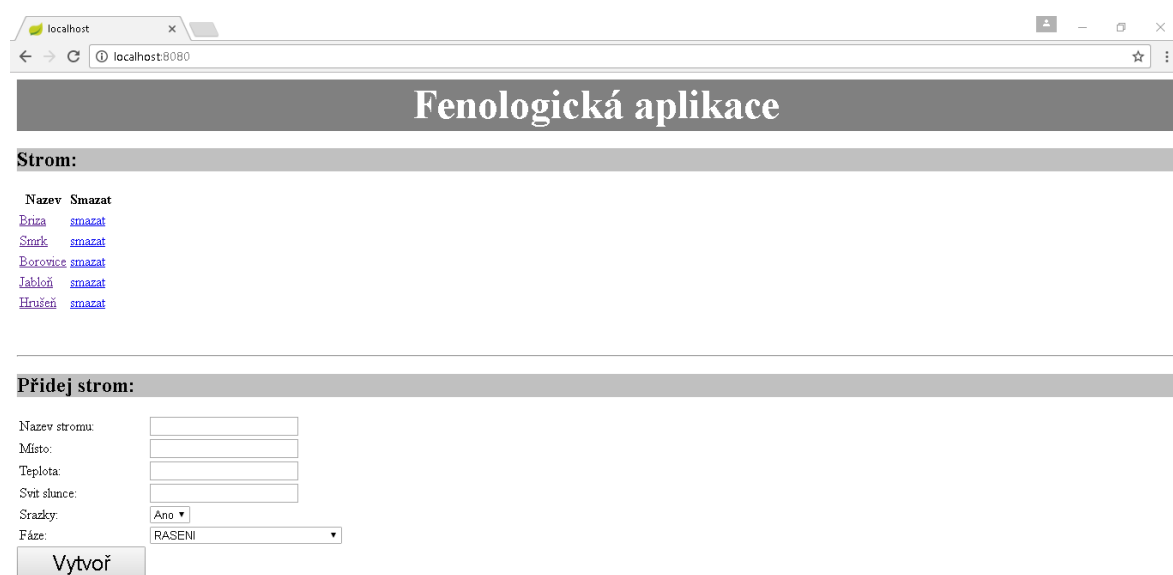 localhost
localhost:8080
Fenologická aplikace
Strom:
Nazev Smazat
Briza smazat
Smrk smazat
Borovice smazat
Jabloň smazat
Hrušeň smazat
Přidej strom:
Nazev stromu:
Místo:
Teplota:
Svit slunce:
Srazky: Ano
Fáze: RASENI
Vytvoř